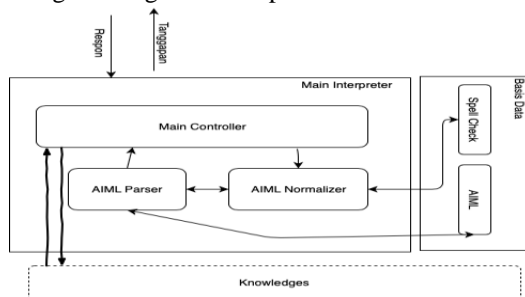 Respon
Tanggapan
Main Interpreter
Basis Data
Main Controller
Spell Check
AIML Parser
AIML Normalizer
AIML
Knowledges